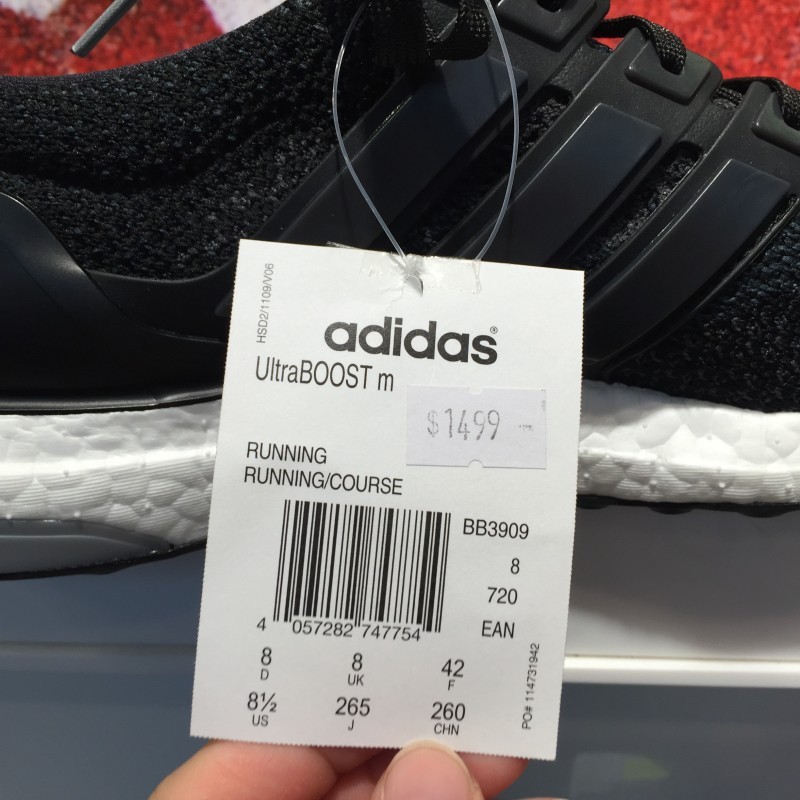 HSD2/1109/V06
adidas®
UltraBOOST m
$1499
RUNNING
RUNNING/COURSE
BB3909
8
720
EAN
4 057282 747754
8 8 42
D UK F
8½ 265 260
US J CHN
PO# 114731942